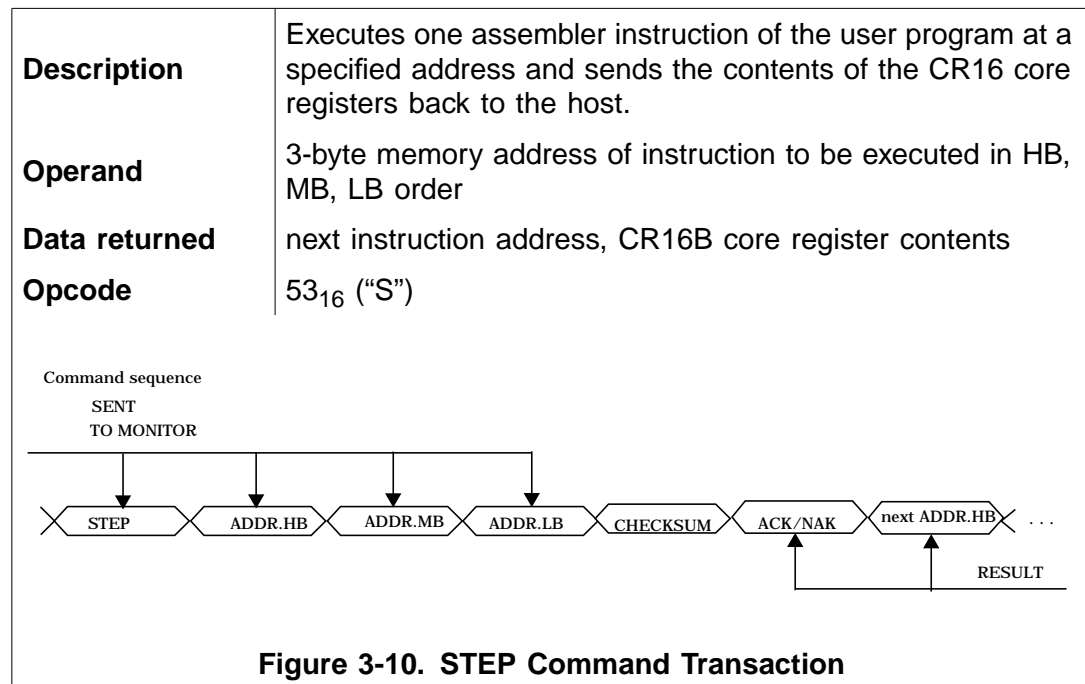 Description
Executes one assembler instruction of the user program at a
specified address and sends the contents of the CR16 core
registers back to the host.
Operand
3-byte memory address of instruction to be executed in HB,
MB, LB order
Data returned
next instruction address, CR16B core register contents
Opcode
53₁₆ (“S”)
Command sequence
SENT
TO MONITOR
STEP ADDR.HB ADDR.MB ADDR.LB CHECKSUM ACK/NAK next ADDR.HB . . .
RESULT
Figure 3-10. STEP Command Transaction